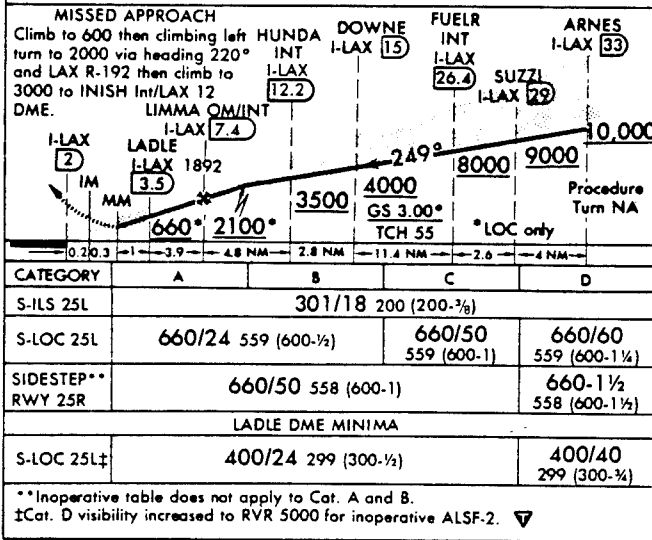 MISSED APPROACH
Climb to 600 then climbing left
turn to 2000 via heading 220°
and LAX R-192 then climb to
3000 to INISH Int/LAX 12
DME.
I-LAX
2
IM
MM
LADLE
I-LAX
3.5
LIMMA OM/INT
I-LAX 7.4
1892
HUNDA
INT
I-LAX
12.2
DOWNE
I-LAX 15
FUELR
INT
I-LAX
26.4
SUZZI
I-LAX 29
ARNES
I-LAX 33
10,000
249°
9000
8000
4000
3500
2100*
660*
GS 3.00°
TCH 55
*LOC only
Procedure
Turn NA
0.2 0.3 1 3.9 4.8 NM 2.8 NM 11.4 NM 2.6 4 NM
CATEGORY A B C D
S-ILS 25L 301/18 200 (200-3/8)
S-LOC 25L 660/24 559 (600-½) 660/50 559 (600-1) 660/60 559 (600-1¼)
SIDESTEP** RWY 25R 660/50 558 (600-1) 660-1½ 558 (600-1½)
LADLE DME MINIMA
S-LOC 25L‡ 400/24 299 (300-½) 400/40 299 (300-¾)
**Inoperative table does not apply to Cat. A and B.
‡Cat. D visibility increased to RVR 5000 for inoperative ALSF-2. T